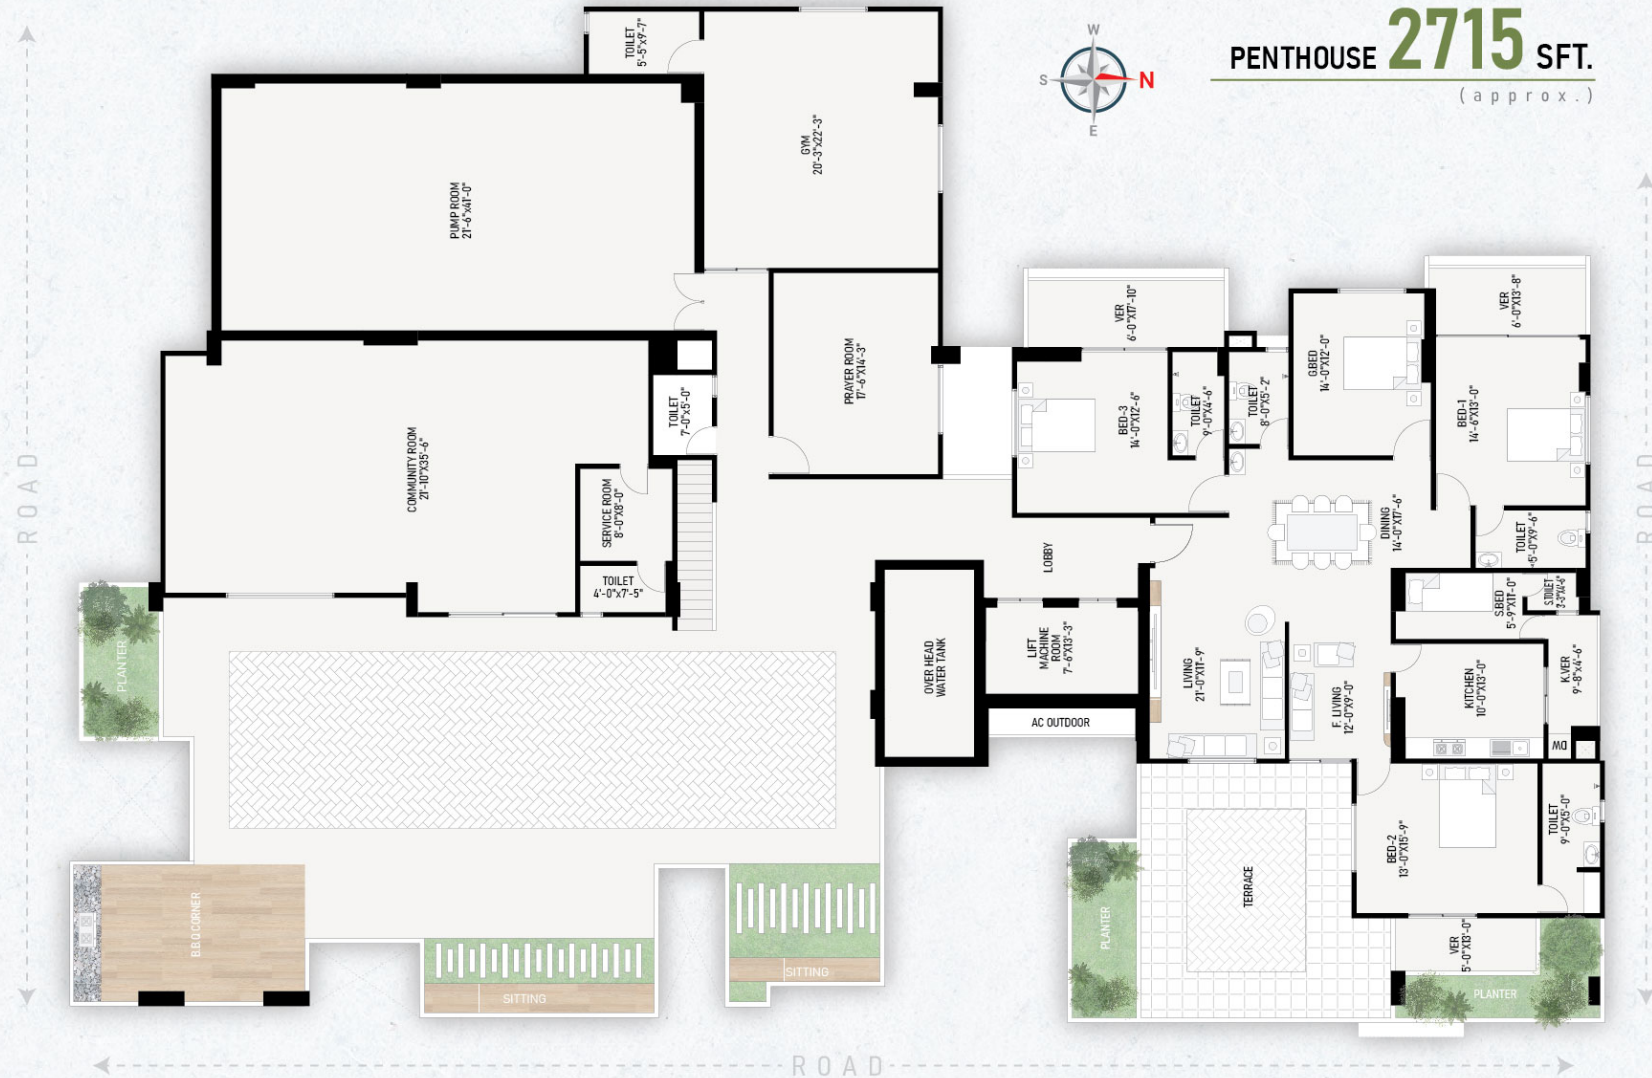 PENTHOUSE 2715 SFT.
(approx.)
W
S
N
E
TOILET
5'-5"x9'-7"
GYM
20'-3"x22'-3"
PUMP ROOM
21'-6"x41'-0"
PRAYER ROOM
17'-6"X14'-3"
TOILET
7'-0"x5'-0"
COMMUNITY ROOM
21'-10"X35'-6"
SERVICE ROOM
8'-0"X8'-0"
TOILET
4'-0"x7'-5"
VER
6'-0"X17'-10"
BED-3
14'-0"X12'-6"
TOILET
9'-0"X4'-6"
TOILET
8'-0"X5'-2"
G.BED
14'-0"X12'-0"
VER
6'-0"X13'-8"
BED-1
14'-6"X13'-0"
DINING
14'-0"X17'-6"
TOILET
5'-0"X9'-6"
LOBBY
S.BED
5'-9"X11'-0"
S.TOILET
3'-3"X4'-6"
LIFT
MACHINE
ROOM
7'-6"X13'-3"
OVER HEAD
WATER TANK
AC OUTDOOR
LIVING
21'-0"X11'-9"
F. LIVING
12'-0"X9'-0"
KITCHEN
10'-0"X13'-0"
K.VER
9'-8"x4'-6"
DW
BED-2
13'-0"X15'-9"
TOILET
9'-0"X5'-0"
TERRACE
VER
5'-0"X13'-0"
PLANTER
PLANTER
PLANTER
B.B.Q CORNER
SITTING
SITTING
ROAD
ROAD
ROAD